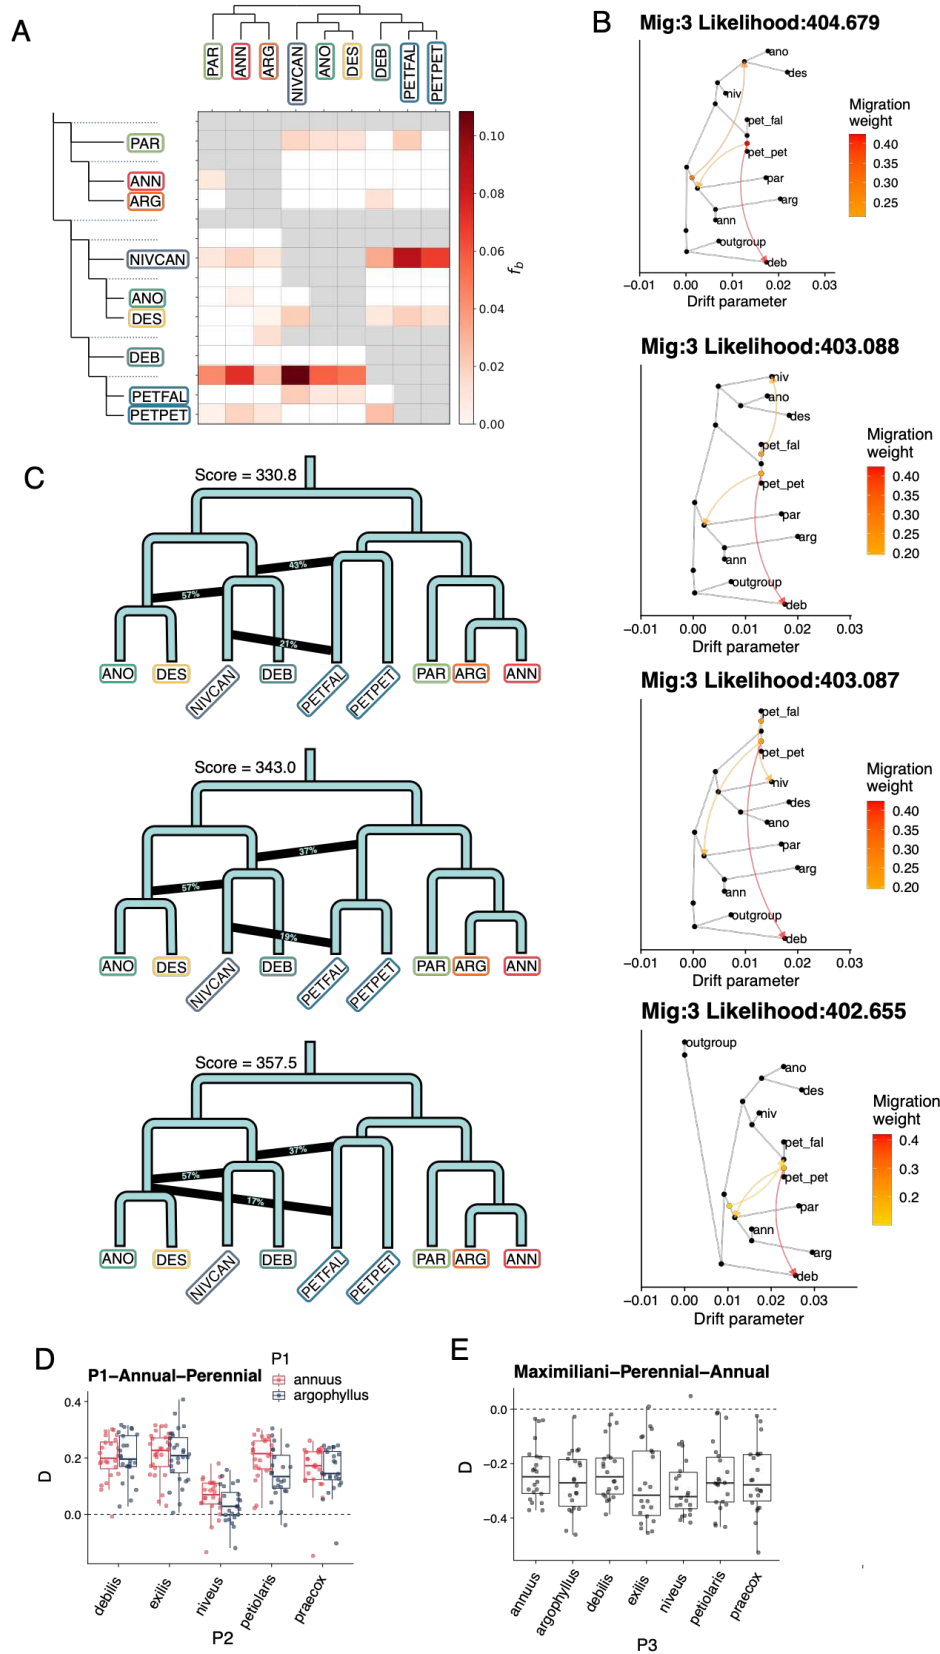 A
PAR
ANN
ARG
NIVCAN
ANO
DES
DEB
PETFAL
PETPET
PAR
ANN
ARG
NIVCAN
ANO
DES
DEB
PETFAL
PETPET
0.10
0.08
0.06
0.04
0.02
0.00
fb
B
Mig:3 Likelihood:404.679
ano
des
niv
pet_fal
pet_pet
par
arg
ann
outgroup
deb
−0.01 0.00 0.01 0.02 0.03
Drift parameter
Migration
weight
0.40
0.35
0.30
0.25
Mig:3 Likelihood:403.088
niv
ano
des
pet_fal
pet_pet
par
arg
ann
outgroup
deb
−0.01 0.00 0.01 0.02 0.03
Drift parameter
Migration
weight
0.40
0.35
0.30
0.25
0.20
Mig:3 Likelihood:403.087
pet_fal
pet_pet
niv
des
ano
par
arg
ann
outgroup
deb
−0.01 0.00 0.01 0.02 0.03
Drift parameter
Migration
weight
0.40
0.35
0.30
0.25
0.20
Mig:3 Likelihood:402.655
outgroup
ano
des
niv
pet_fal
pet_pet
par
ann
arg
deb
−0.01 0.00 0.01 0.02 0.03
Drift parameter
Migration
weight
0.4
0.3
0.2
C
Score = 330.8
43%
57%
21%
ANO DES NIVCAN DEB PETFAL PETPET PAR ARG ANN
Score = 343.0
37%
57%
19%
ANO DES NIVCAN DEB PETFAL PETPET PAR ARG ANN
Score = 357.5
37%
57%
17%
ANO DES NIVCAN DEB PETFAL PETPET PAR ARG ANN
D
P1−Annual−Perennial
P1
annuus
argophyllus
D
0.4
0.2
0.0
debilis
exilis
niveus
petiolaris
praecox
P2
E
Maximiliani−Perennial−Annual
D
0.0
−0.2
−0.4
annuus
argophyllus
debilis
exilis
niveus
petiolaris
praecox
P3